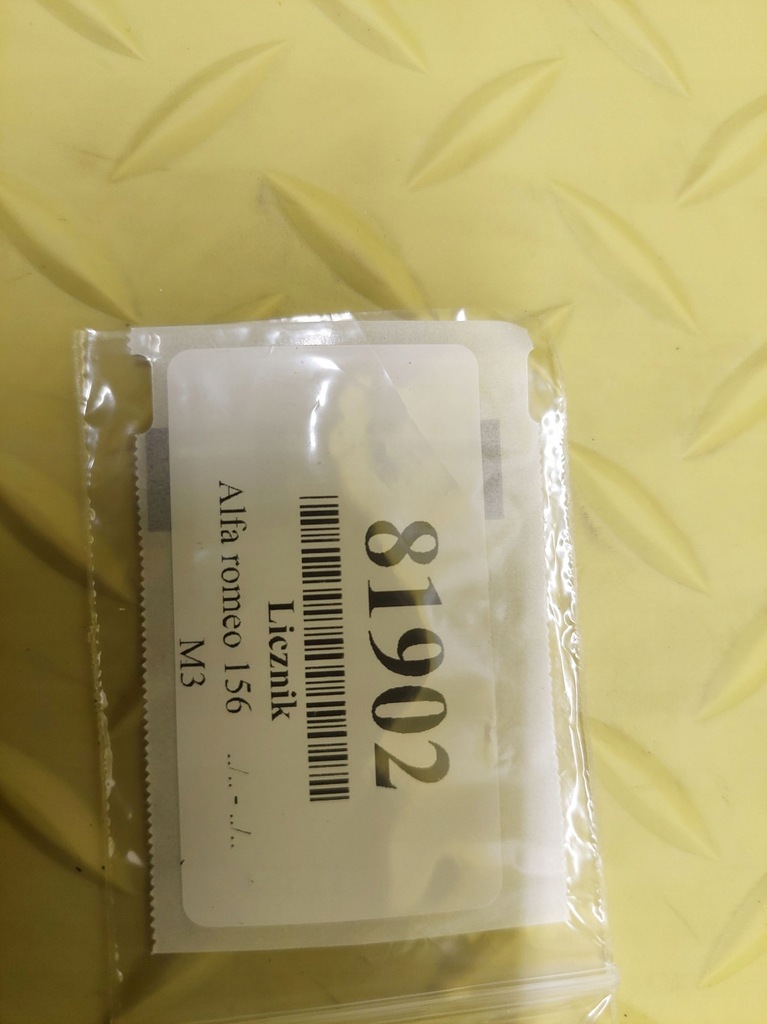 81902
Licznik
Alfa romeo 156 ../.. - ../..
M3